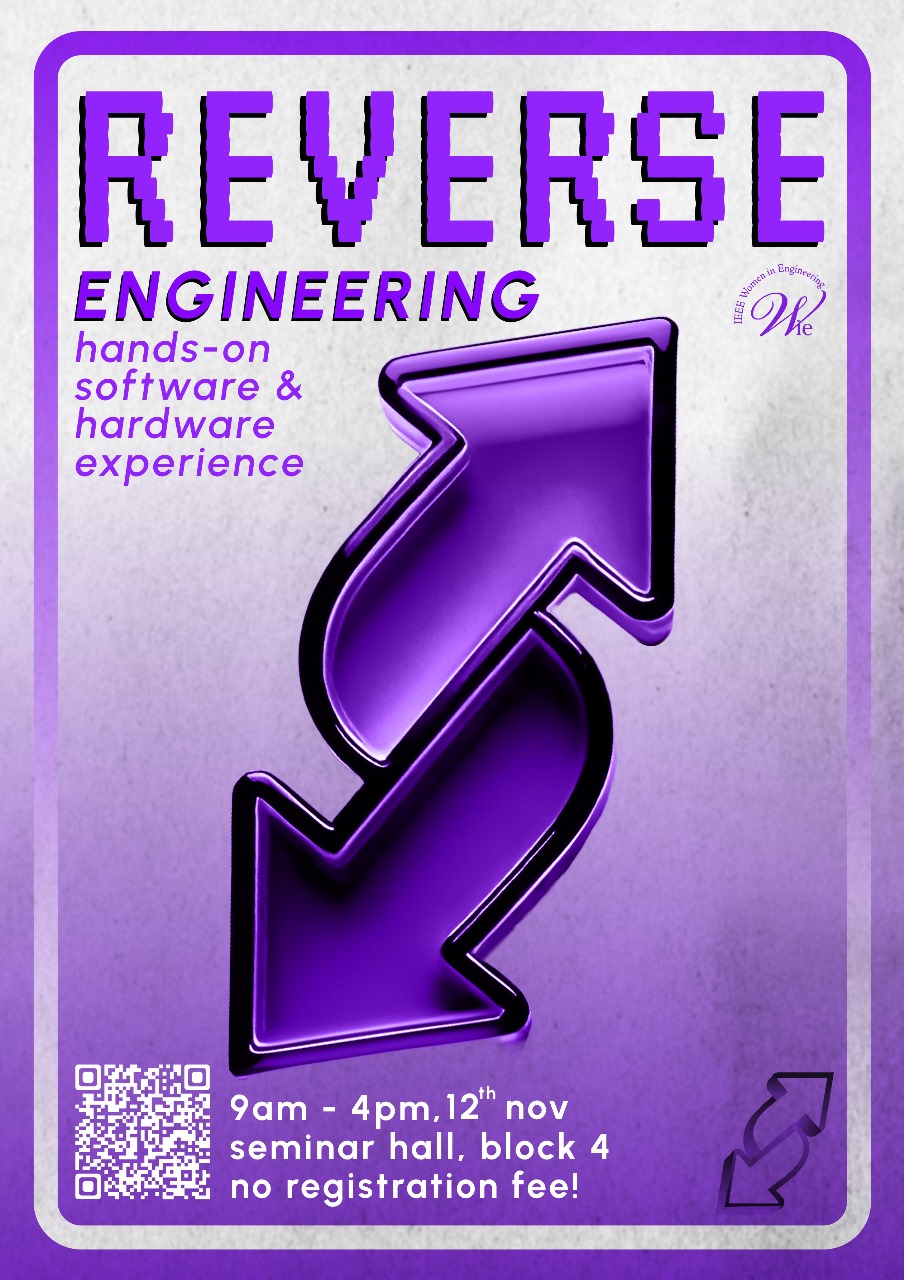 REVERSE
ENGINEERING
IEEE Women in Engineering
Wie
hands-on
software &
hardware
experience
9am - 4pm,12th nov
seminar hall, block 4
no registration fee!